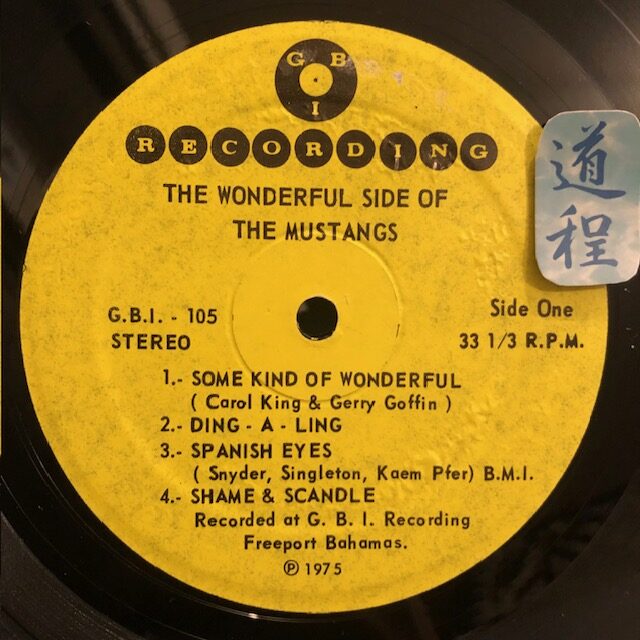 G B
I
RECORDING
THE WONDERFUL SIDE OF
THE MUSTANGS
道程
G.B.I. - 105
STEREO
Side One
33 1/3 R.P.M.
1.- SOME KIND OF WONDERFUL
( Carol King & Gerry Goffin )
2.- DING - A - LING
3.- SPANISH EYES
( Snyder, Singleton, Kaem Pfer) B.M.I.
4.- SHAME & SCANDLE
Recorded at G. B. I. Recording
Freeport Bahamas.
Ⓟ 1975